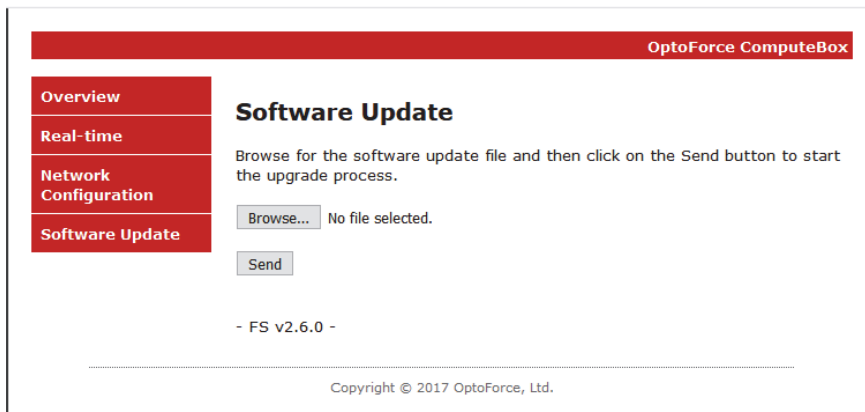 OptoForce ComputeBox
Overview
Real-time
Network
Configuration
Software Update
Software Update
Browse for the software update file and then click on the Send button to start
the upgrade process.
Browse... No file selected.
Send
- FS v2.6.0 -
Copyright © 2017 OptoForce, Ltd.